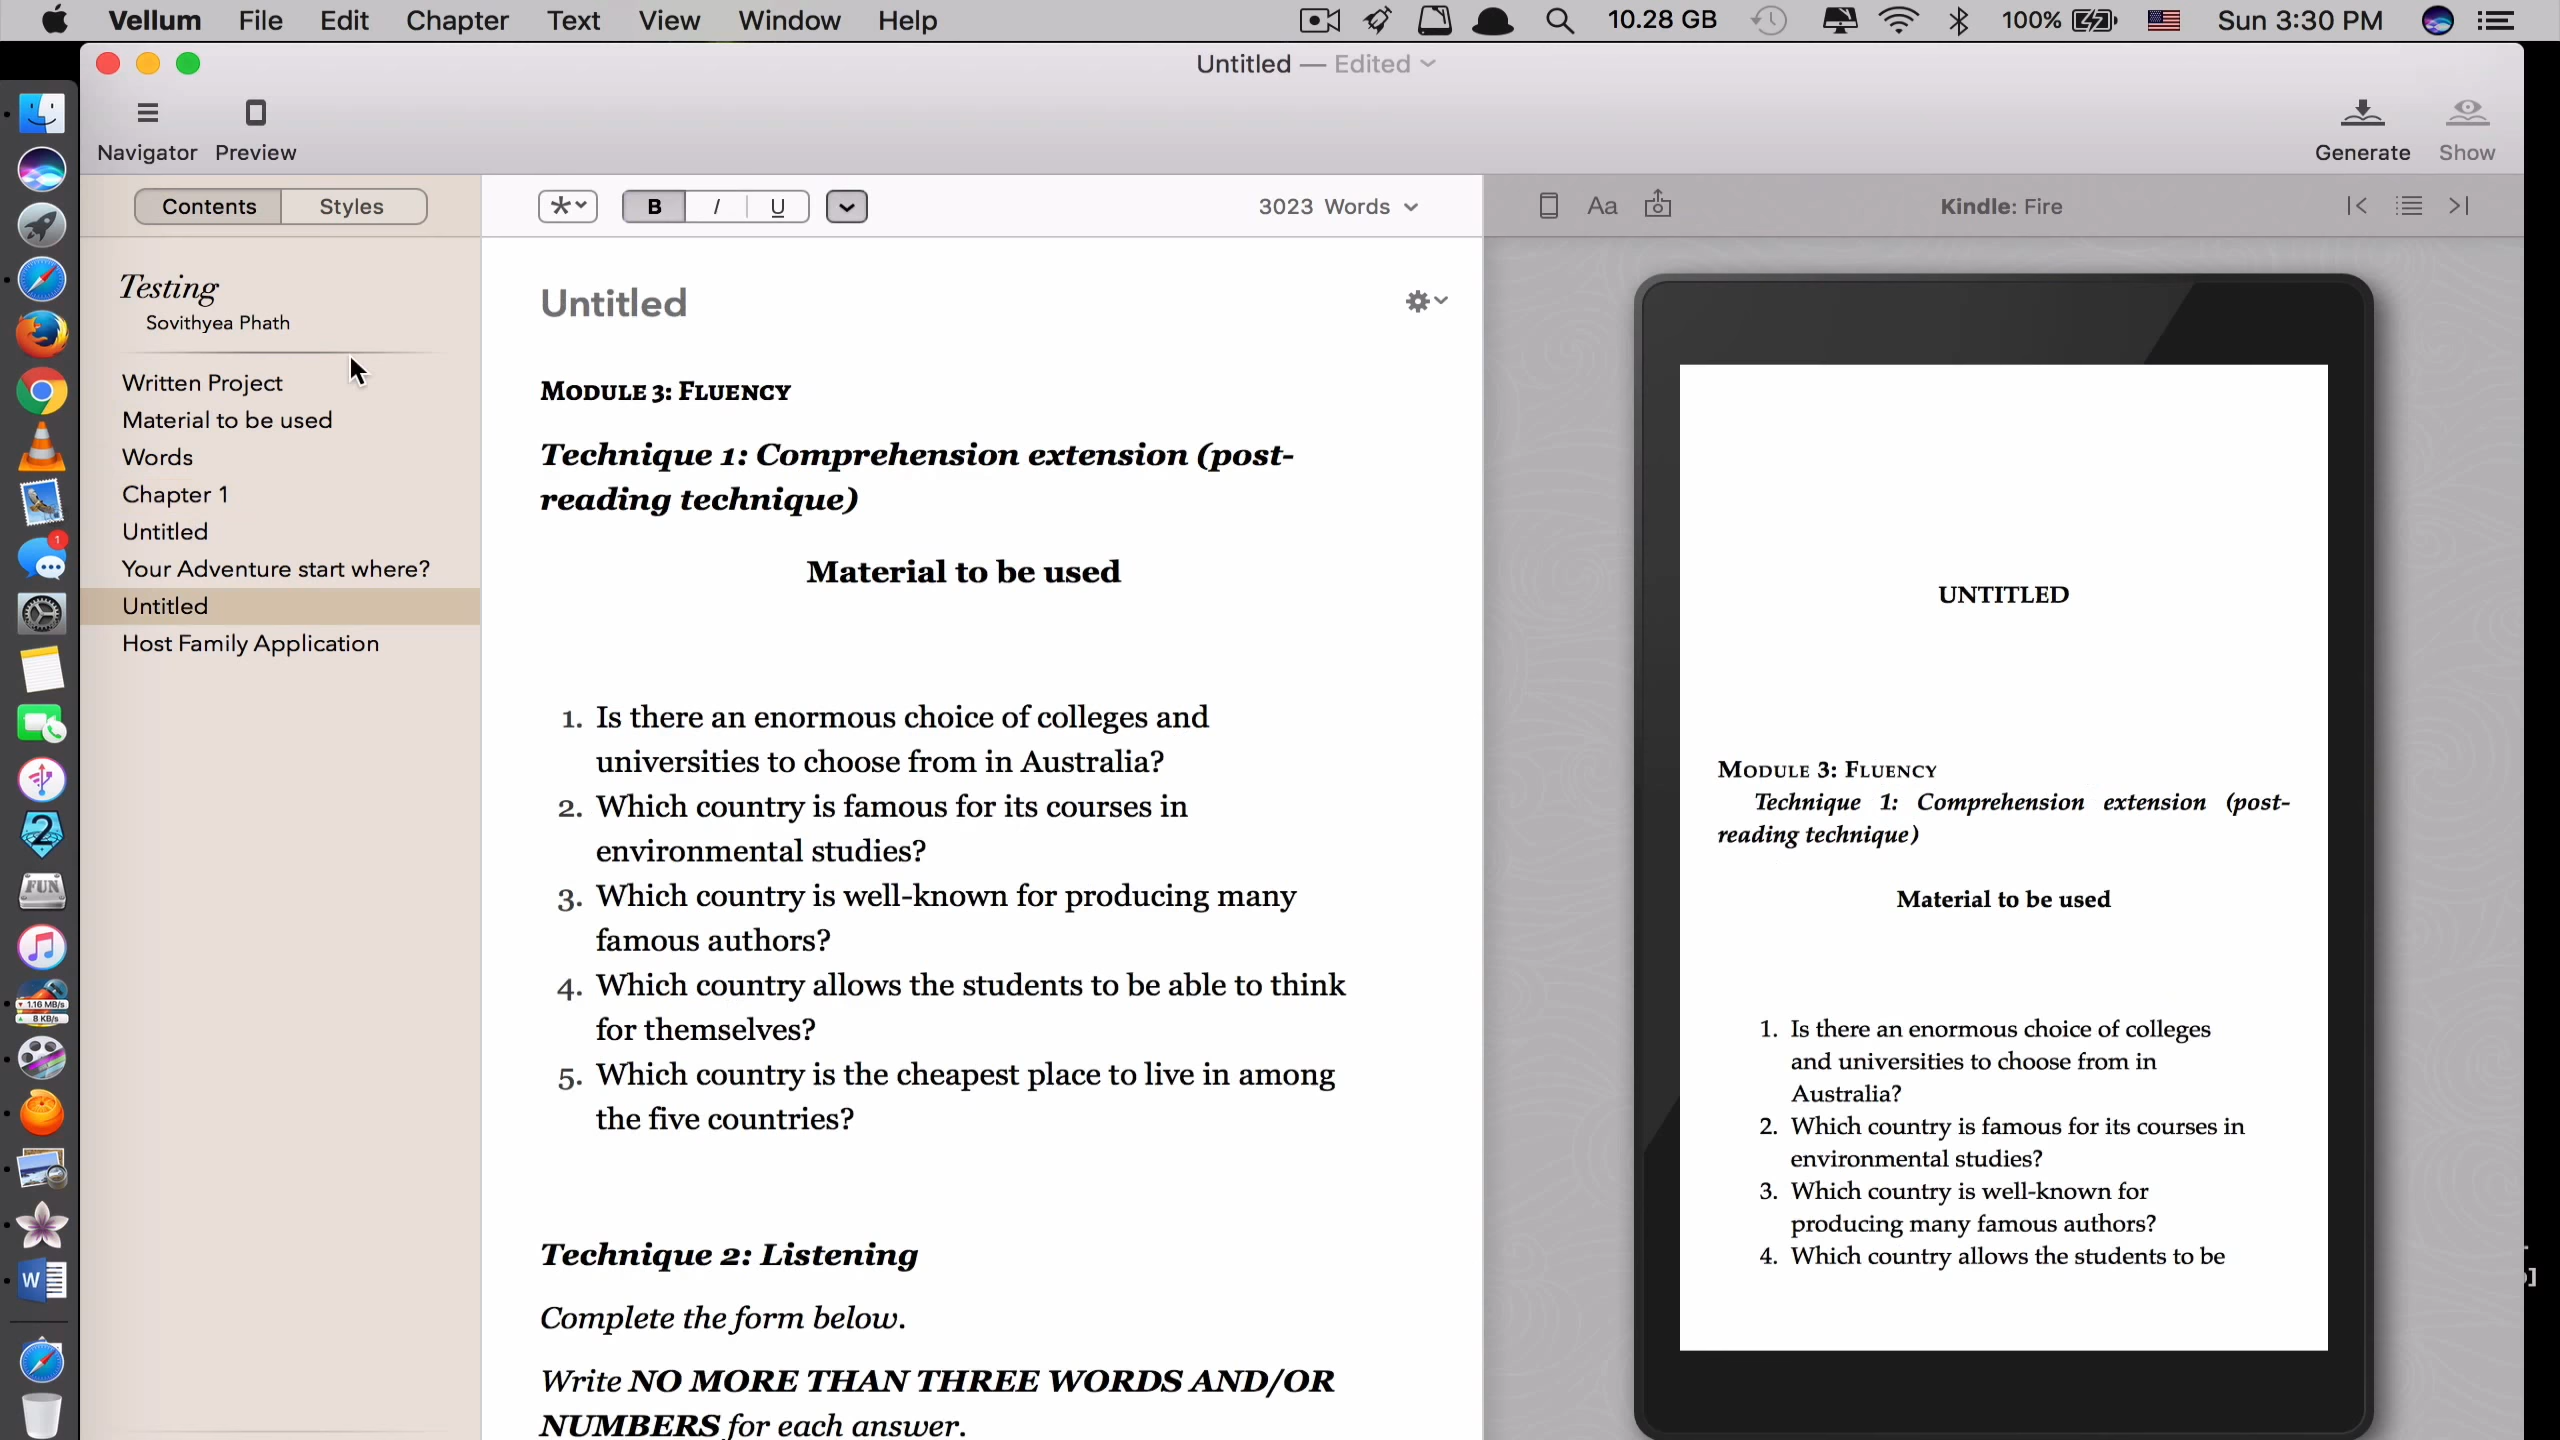 Vellum File Edit Chapter Text View Window Help 10.28 GB 100% Sun 3:30 PM
Untitled — Edited
Navigator Preview Generate Show
Contents Styles
B I U
3023 Words
Aa Kindle: Fire
Testing
Sovithyea Phath
Written Project
Material to be used
Words
Chapter 1
Untitled
Your Adventure start where?
Untitled
Host Family Application
Untitled
MODULE 3: FLUENCY
Technique 1: Comprehension extension (post-
reading technique)
Material to be used
1. Is there an enormous choice of colleges and
universities to choose from in Australia?
2. Which country is famous for its courses in
environmental studies?
3. Which country is well-known for producing many
famous authors?
4. Which country allows the students to be able to think
for themselves?
5. Which country is the cheapest place to live in among
the five countries?
Technique 2: Listening
Complete the form below.
Write NO MORE THAN THREE WORDS AND/OR
NUMBERS for each answer.
UNTITLED
MODULE 3: FLUENCY
Technique 1: Comprehension extension (post-
reading technique)
Material to be used
1. Is there an enormous choice of colleges
and universities to choose from in
Australia?
2. Which country is famous for its courses in
environmental studies?
3. Which country is well-known for
producing many famous authors?
4. Which country allows the students to be
1
2
FUN
1.16 MB/s
8 KB/s
W